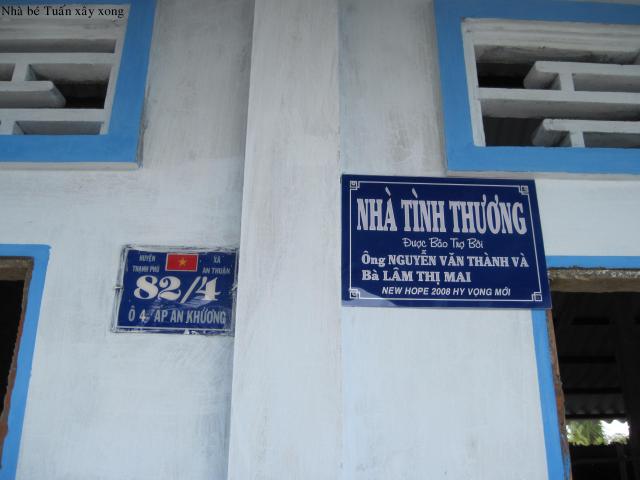 Nhà bé Tuấn xây xong
HUYỆN
THẠNH PHÚ
XÃ
AN THUẬN
82/4
Ô 4 - ẤP AN KHƯƠNG
NHÀ TÌNH THƯƠNG
Được Bảo Trợ Bởi
Ông NGUYỄN VĂN THÀNH VÀ
Bà LÂM THỊ MAI
NEW HOPE 2008 HY VỌNG MỚI